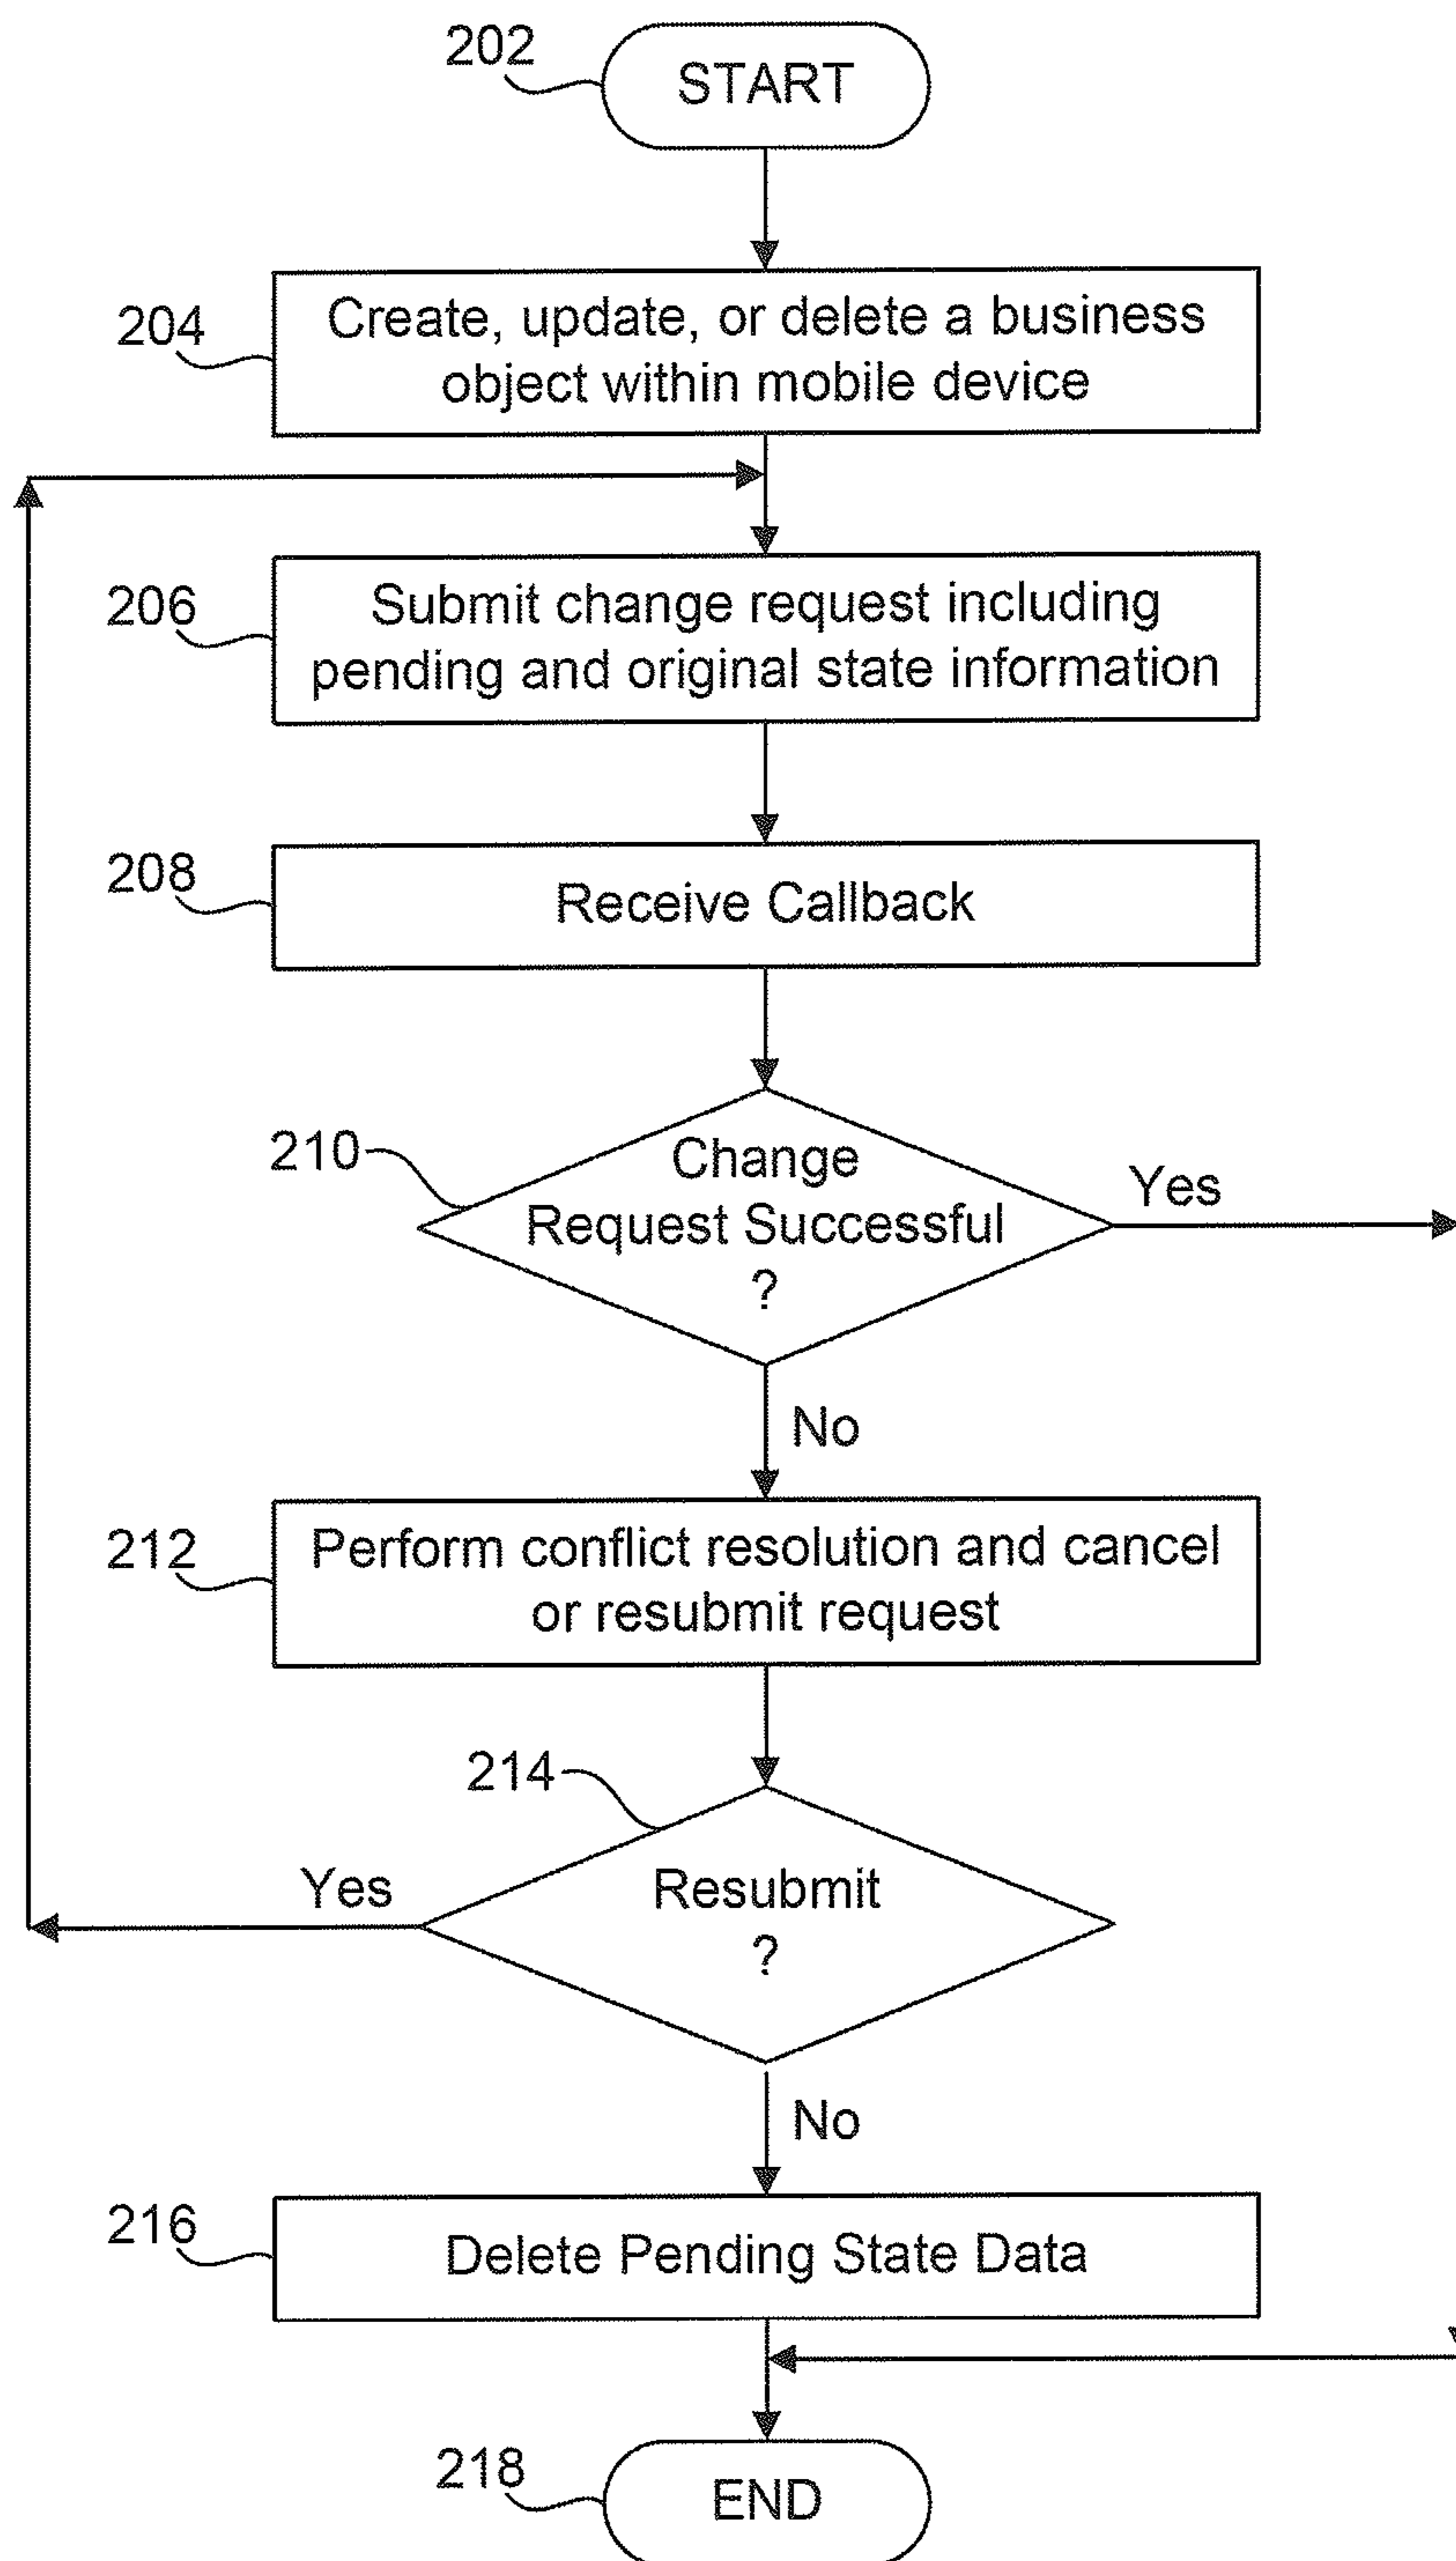 202
START
204
Create, update, or delete a business
object within mobile device
206
Submit change request including
pending and original state information
208
Receive Callback
210
Change
Request Successful
?
Yes
No
212
Perform conflict resolution and cancel
or resubmit request
214
Resubmit
?
Yes
No
216
Delete Pending State Data
218
END